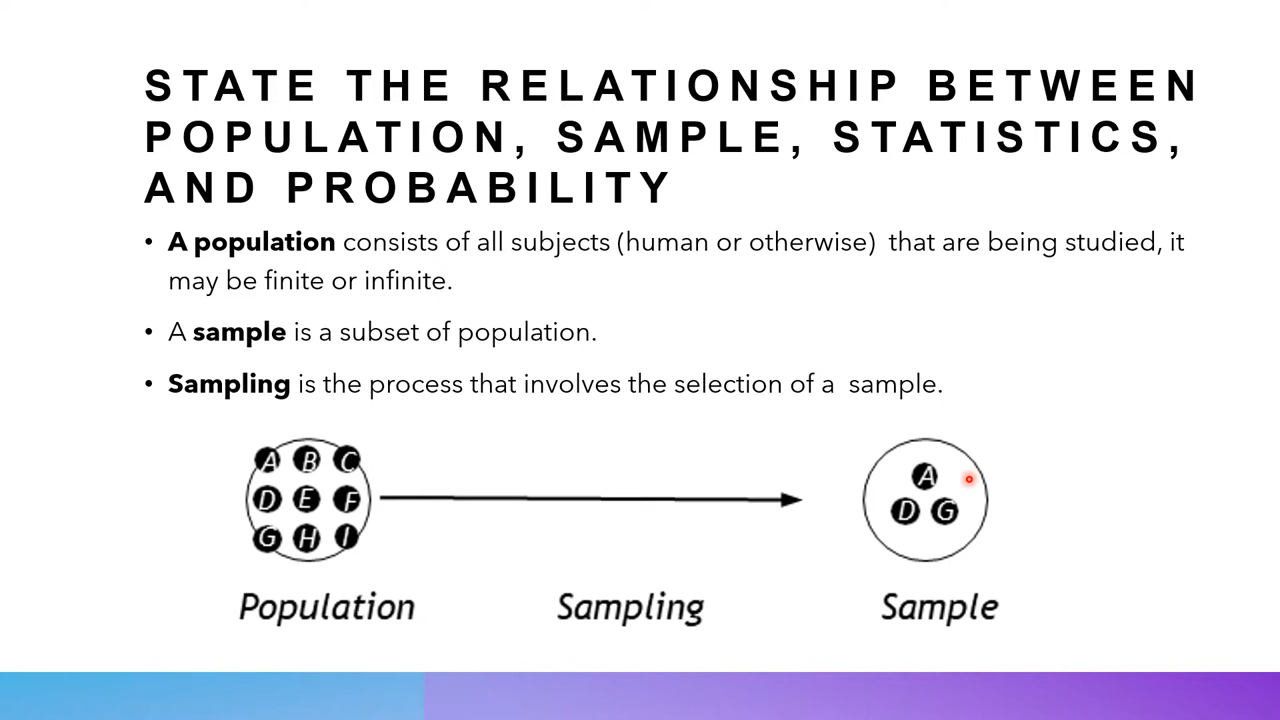 STATE THE RELATIONSHIP BETWEEN
POPULATION, SAMPLE, STATISTICS,
AND PROBABILITY
• A population consists of all subjects (human or otherwise)  that are being studied, it
may be finite or infinite.
• A sample is a subset of population.
• Sampling is the process that involves the selection of a  sample.
A B C
D E F
G H I
A
D G
Population
Sampling
Sample